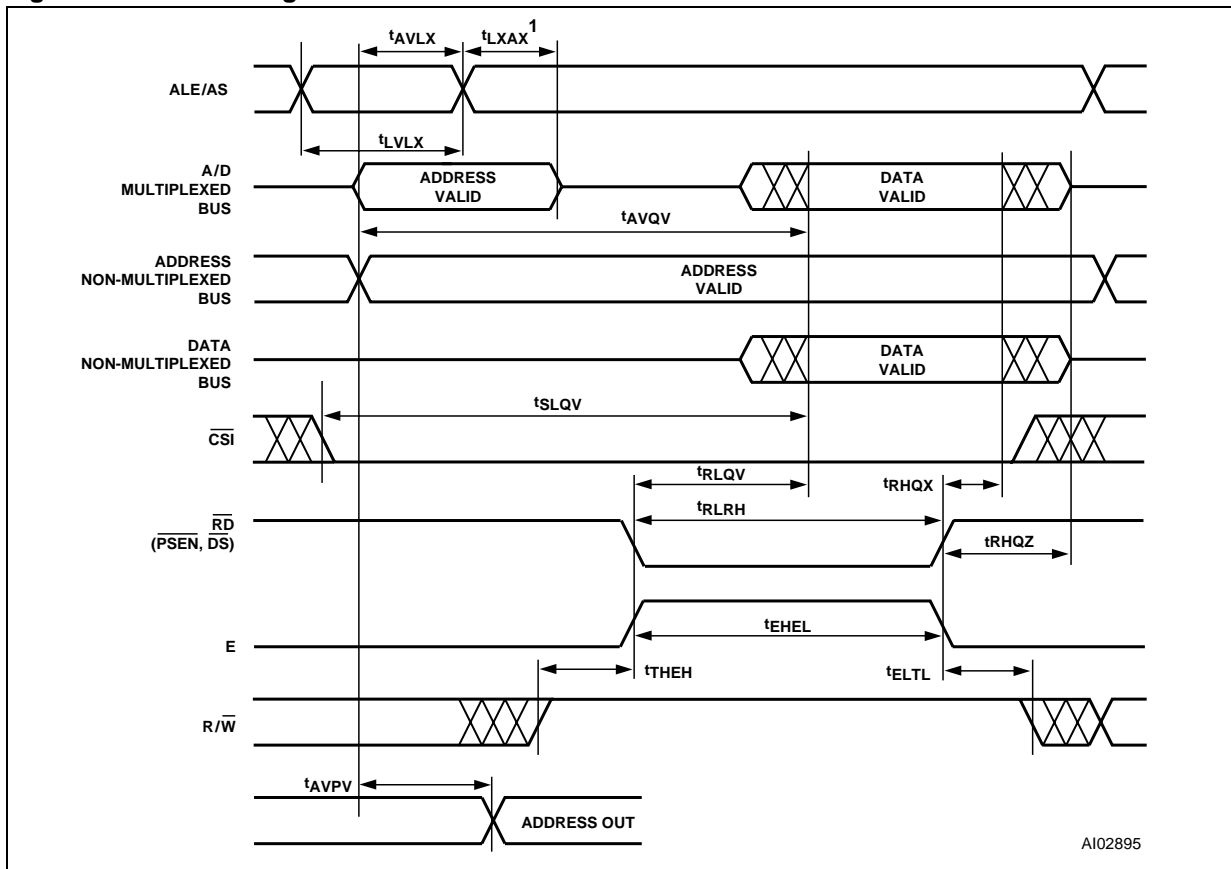 tAVLX
tLXAX1
ALE/AS
tLVLX
A/D
MULTIPLEXED
BUS
ADDRESS
VALID
DATA
VALID
tAVQV
ADDRESS
NON-MULTIPLEXED
BUS
ADDRESS
VALID
DATA
NON-MULTIPLEXED
BUS
DATA
VALID
tSLQV
CSI
tRLQV
tRHQX
tRLRH
RD
(PSEN, DS)
tRHQZ
tEHEL
E
tTHEH
tELTL
R/W
tAVPV
ADDRESS OUT
AI02895